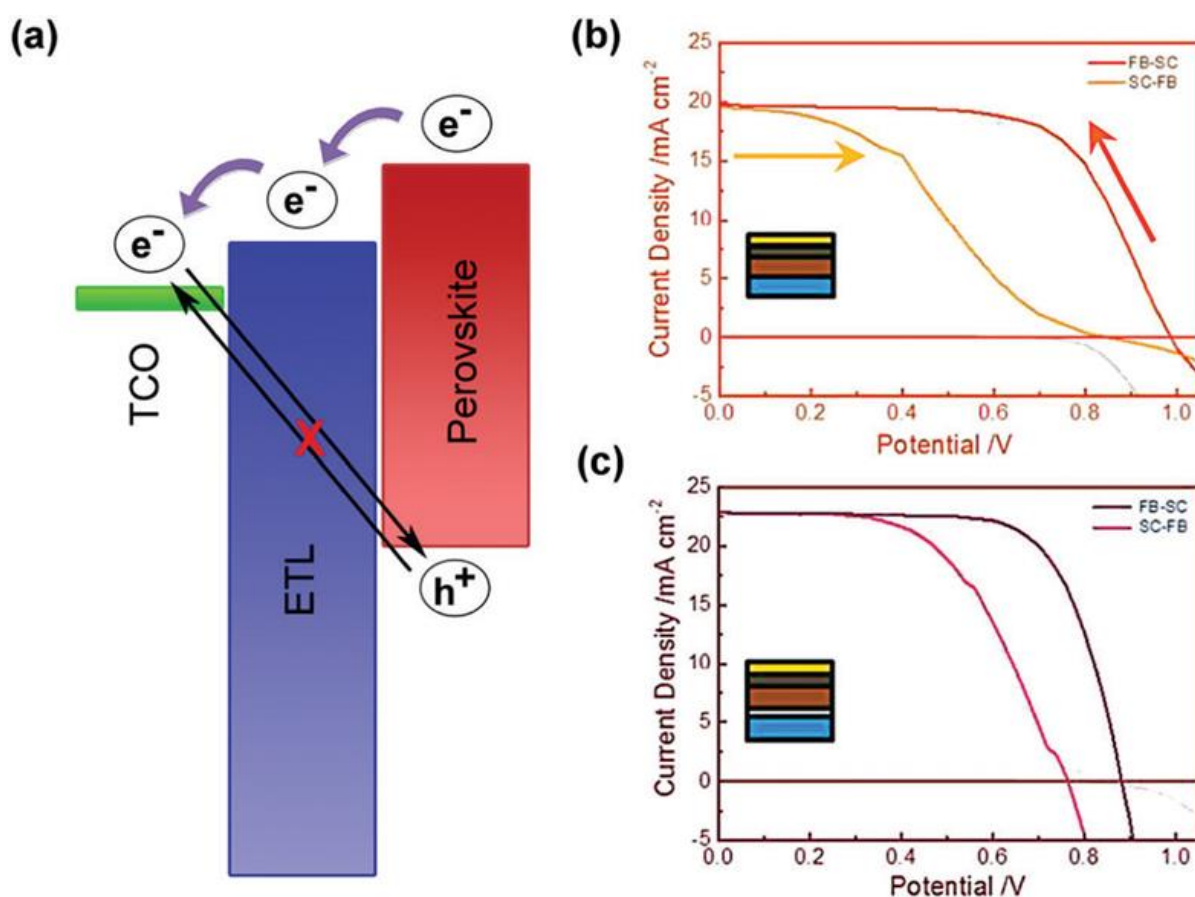 (a)
e⁻
e⁻
e⁻
TCO
ETL
Perovskite
X
h⁺
(b)
FB-SC
SC-FB
25
20
15
10
5
0
-5
0.0 0.2 0.4 0.6 0.8 1.0
Current Density /mA cm⁻²
Potential /V
(c)
FB-SC
SC-FB
25
20
15
10
5
0
-5
0.0 0.2 0.4 0.6 0.8 1.0
Current Density /mA cm⁻²
Potential /V